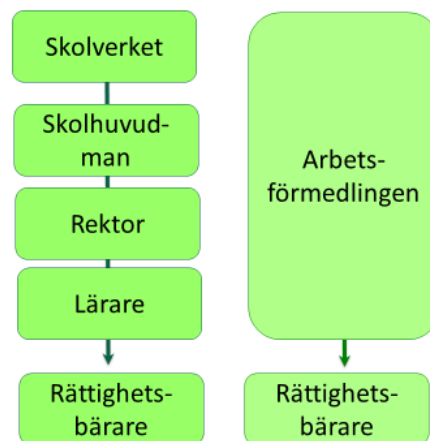 Skolverket
Skolhuvud-
man
Rektor
Lärare
Rättighets-
bärare
Arbets-
förmedlingen
Rättighets-
bärare